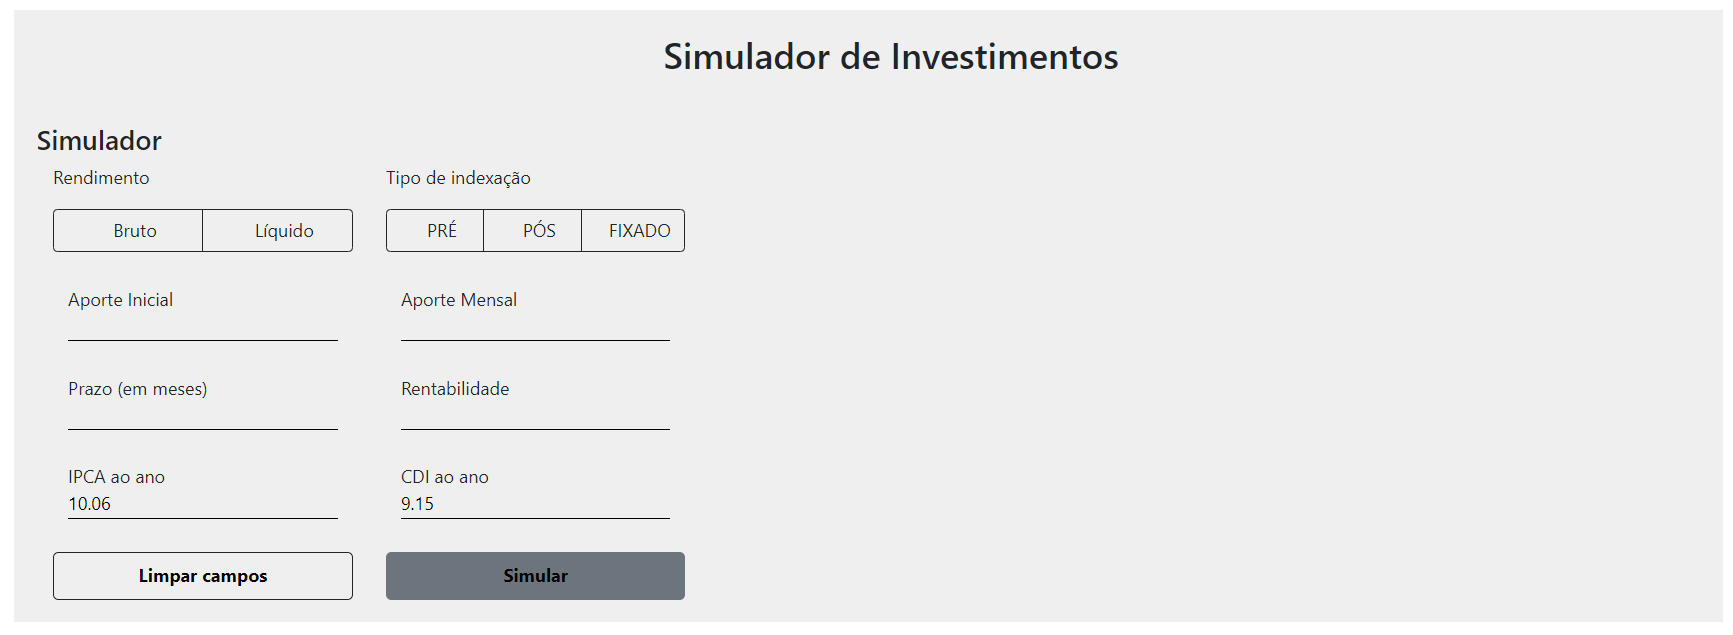 Simulador de Investimentos
Simulador
Rendimento
Tipo de indexação
Bruto
Líquido
PRÉ
PÓS
FIXADO
Aporte Inicial
Aporte Mensal
Prazo (em meses)
Rentabilidade
IPCA ao ano
CDI ao ano
10.06
9.15
Limpar campos
Simular